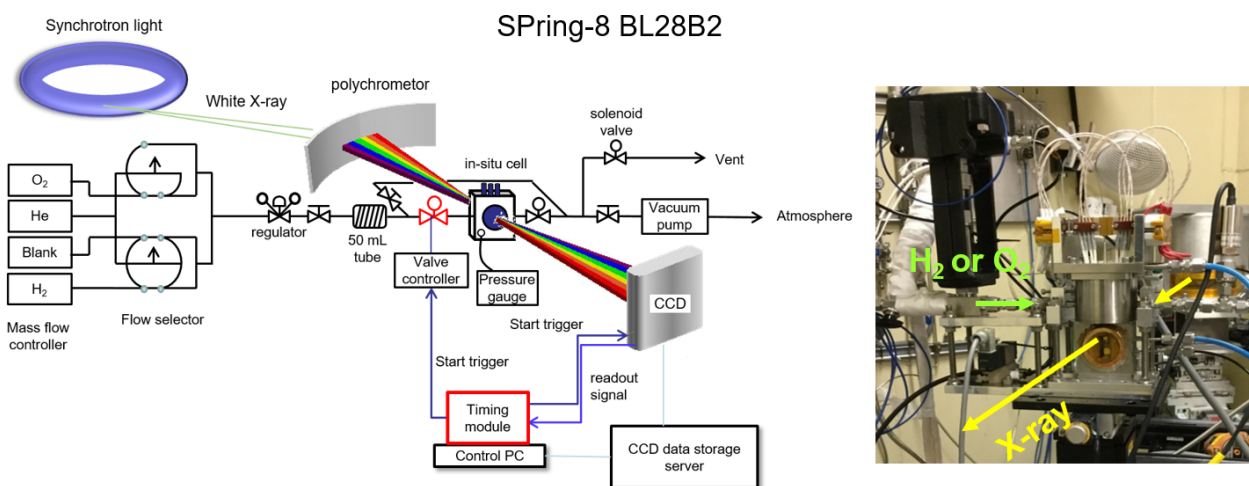 SPring-8 BL28B2
Synchrotron light
White X-ray
polychrometor
solenoid
valve
in-situ cell
Vent
O2
He
Blank
H2
Mass flow
controller
Flow selector
regulator
50 mL
tube
Valve
controller
Pressure
gauge
Vacuum
pump
Atmosphere
CCD
Start trigger
Start trigger
readout
signal
Timing
module
Control PC
CCD data storage
server
H2 or O2
X-ray